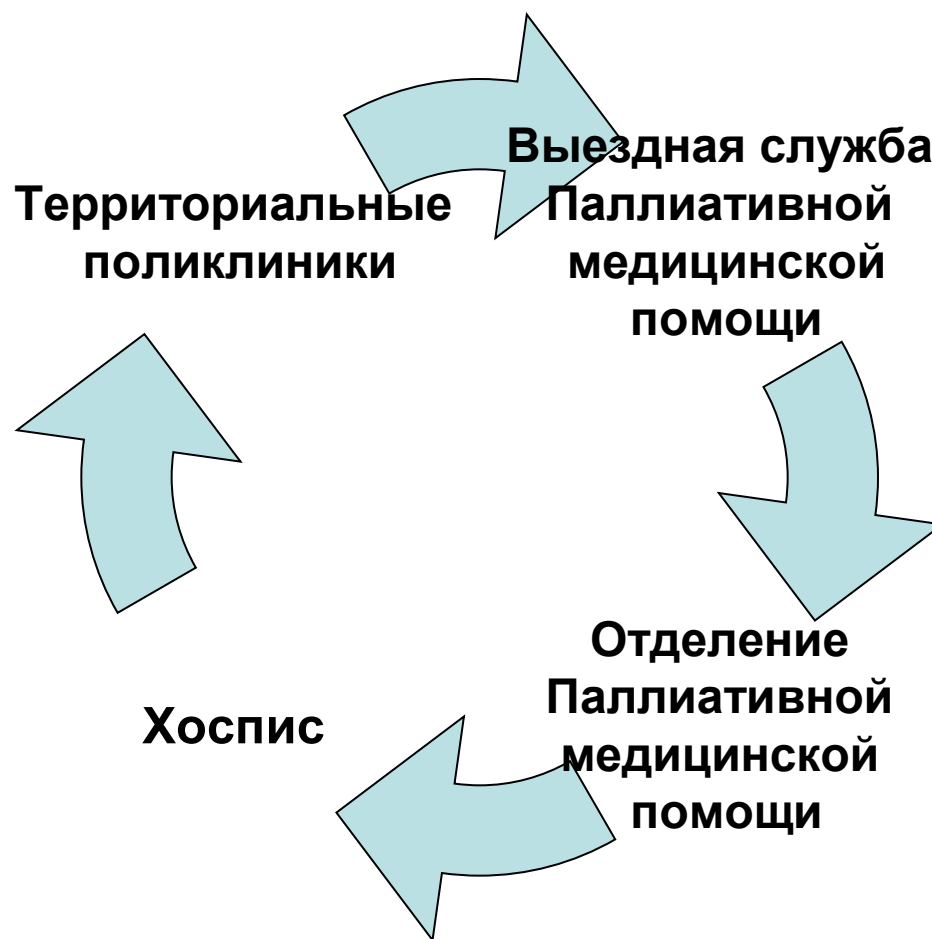 Территориальные
поликлиники
Выездная служба
Паллиативной
медицинской
помощи
Отделение
Паллиативной
медицинской
помощи
Хоспис